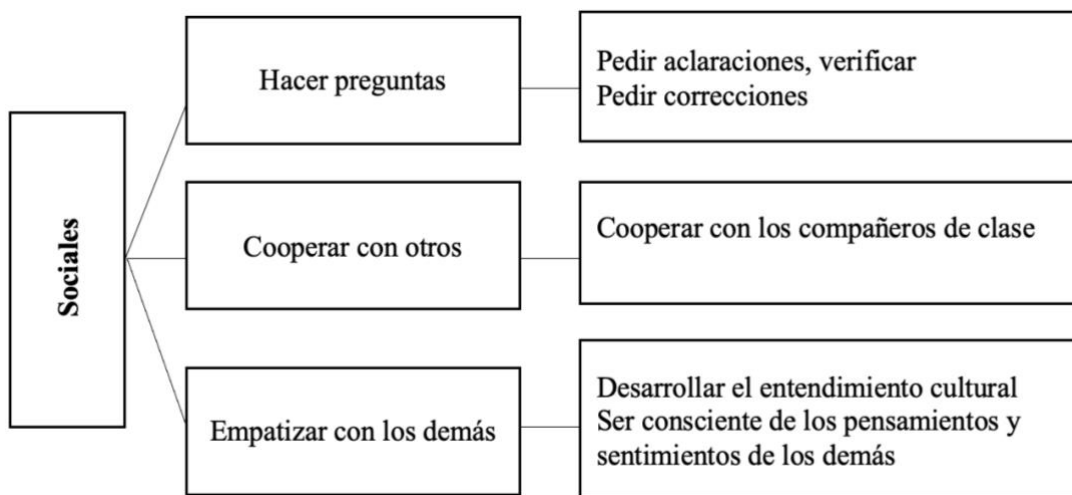 Sociales
Hacer preguntas
Pedir aclaraciones, verificar
Pedir correcciones
Cooperar con otros
Cooperar con los compañeros de clase
Empatizar con los demás
Desarrollar el entendimiento cultural
Ser consciente de los pensamientos y
sentimientos de los demás